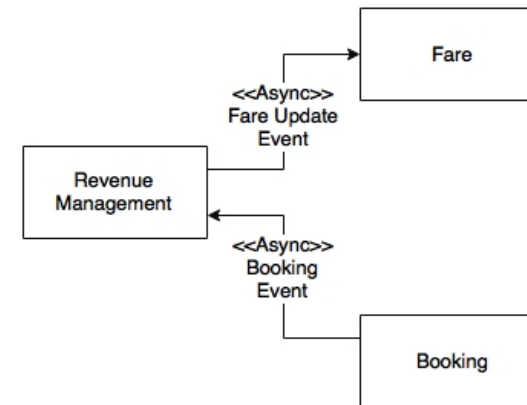 Fare
<<Async>>
Fare Update
Event
Revenue
Management
<<Async>>
Booking
Event
Booking